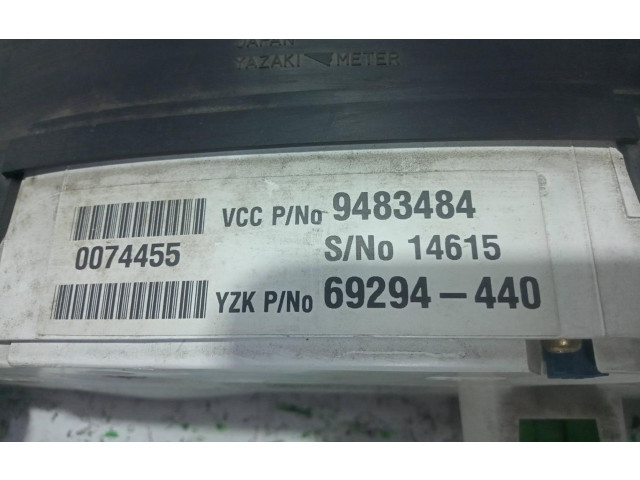 JAPAN
YAZAKI METER
VCC P/No 9483484
0074455
S/No 14615
YZK P/No 69294-440